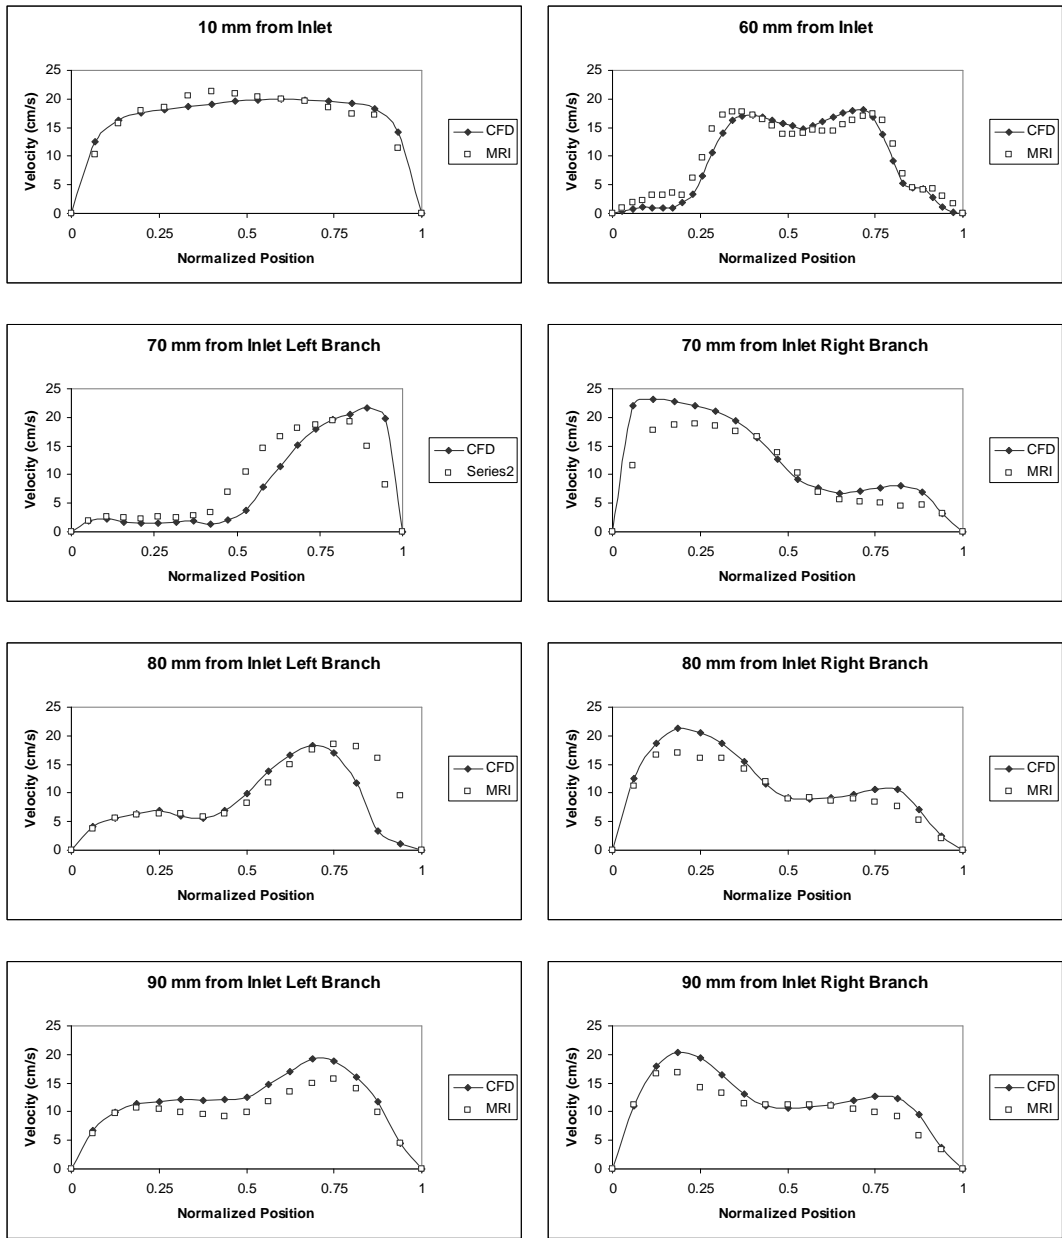 10 mm from Inlet
25
20
15
10
5
0
Velocity (cm/s)
0 0.25 0.5 0.75 1
Normalized Position
CFD
MRI
60 mm from Inlet
25
20
15
10
5
0
Velocity (cm/s)
0 0.25 0.5 0.75 1
Normalized Position
CFD
MRI
70 mm from Inlet Left Branch
25
20
15
10
5
0
Velocity (cm/s)
0 0.25 0.5 0.75 1
Normalized Position
CFD
Series2
70 mm from Inlet Right Branch
25
20
15
10
5
0
Velocity (cm/s)
0 0.25 0.5 0.75 1
Normalized Position
CFD
MRI
80 mm from Inlet Left Branch
25
20
15
10
5
0
Velocity (cm/s)
0 0.25 0.5 0.75 1
Normalized Position
CFD
MRI
80 mm from Inlet Right Branch
25
20
15
10
5
0
Velocity (cm/s)
0 0.25 0.5 0.75 1
Normalize Position
CFD
MRI
90 mm from Inlet Left Branch
25
20
15
10
5
0
Velocity (cm/s)
0 0.25 0.5 0.75 1
Normalized Position
CFD
MRI
90 mm from Inlet Right Branch
25
20
15
10
5
0
Velocity (cm/s)
0 0.25 0.5 0.75 1
Normalized Position
CFD
MRI